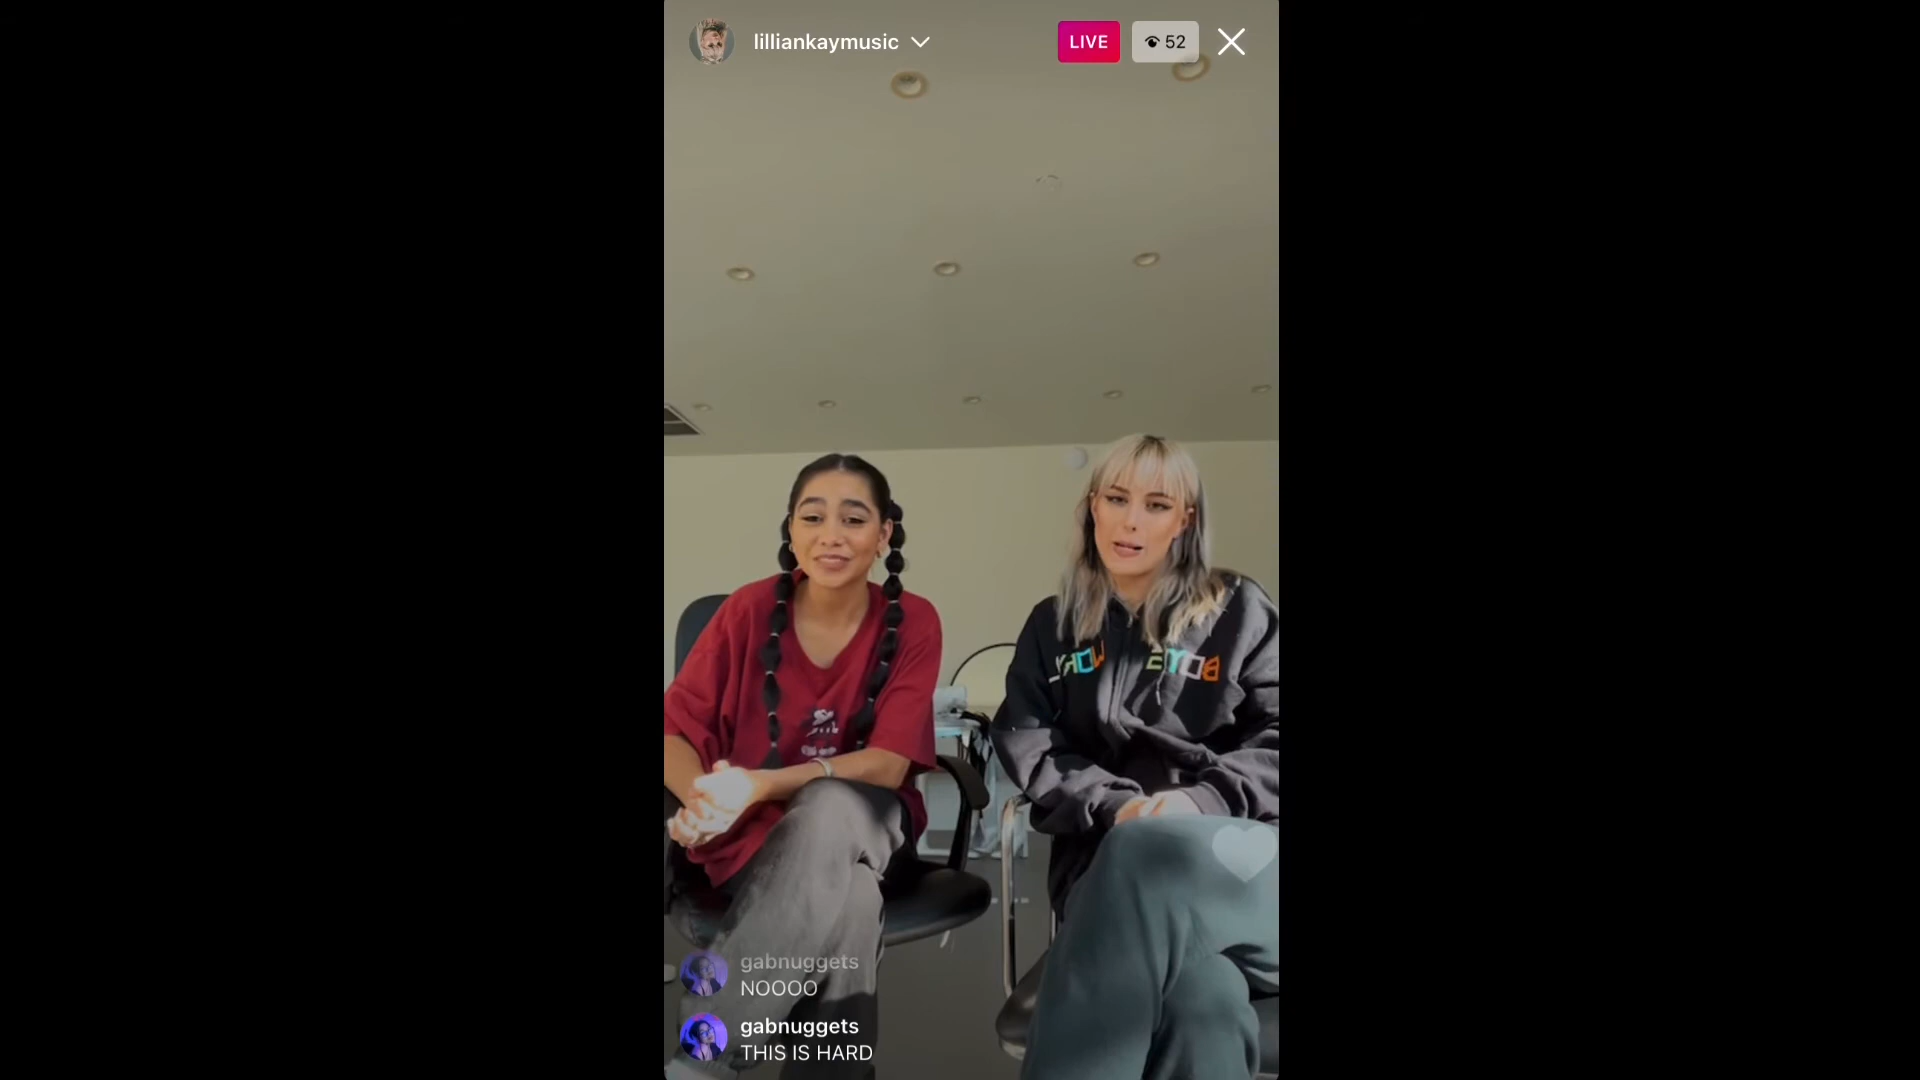 lilliankaymusic
LIVE
52
gabnuggets
NOOOO
gabnuggets
THIS IS HARD